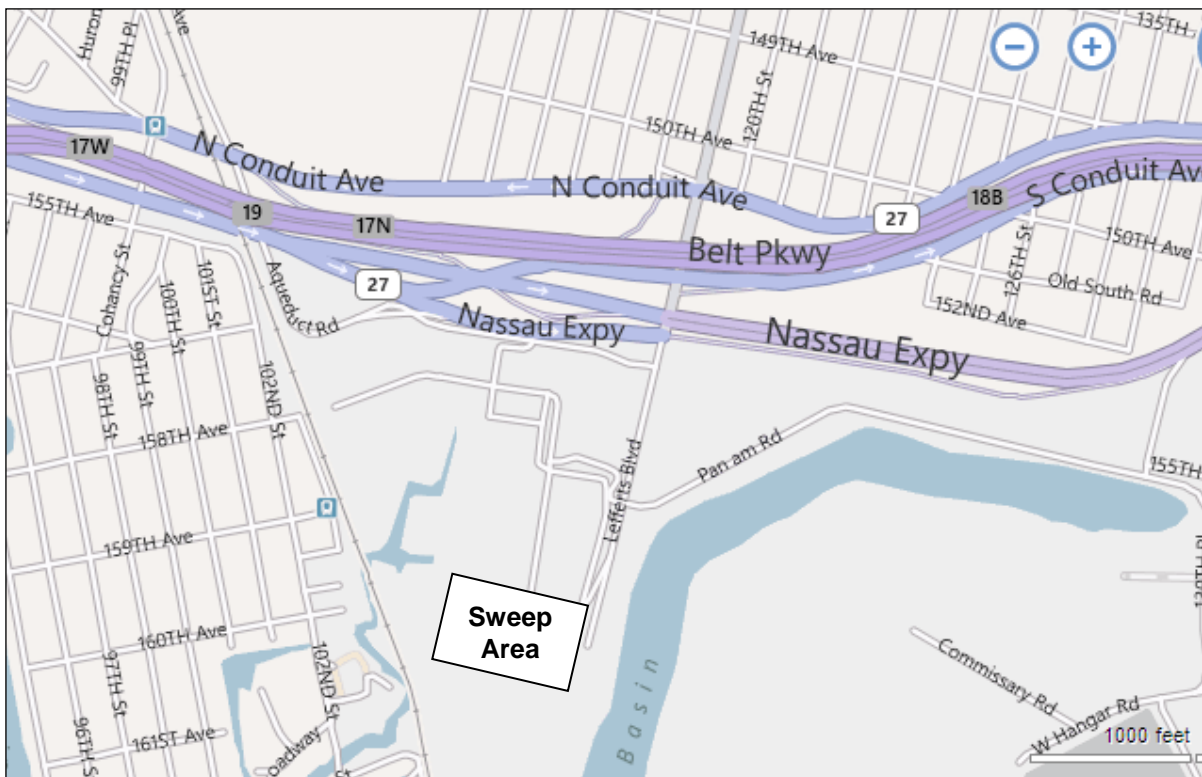 135TH
149TH Ave
Ave
Huron
99TH Pl
120TH St
150TH Ave
17W
N Conduit Ave
N Conduit Ave
19
17N
27
18B
S Conduit Av
155TH Ave
Belt Pkwy
150TH Ave
126TH St
Old South Rd
Cohancy St
101ST St
100TH St
Aqueduct Rd
27
Nassau Expy
Nassau Expy
152ND Ave
99TH St
98TH St
102ND St
158TH Ave
Lefferts Blvd
Pan am Rd
155TH
159TH Ave
130TH Pl
Sweep
Area
160TH Ave
97TH St
102ND St
Basin
Commissary Rd
W Hangar Rd
96TH S
161ST Ave
oadway
St
1000 feet